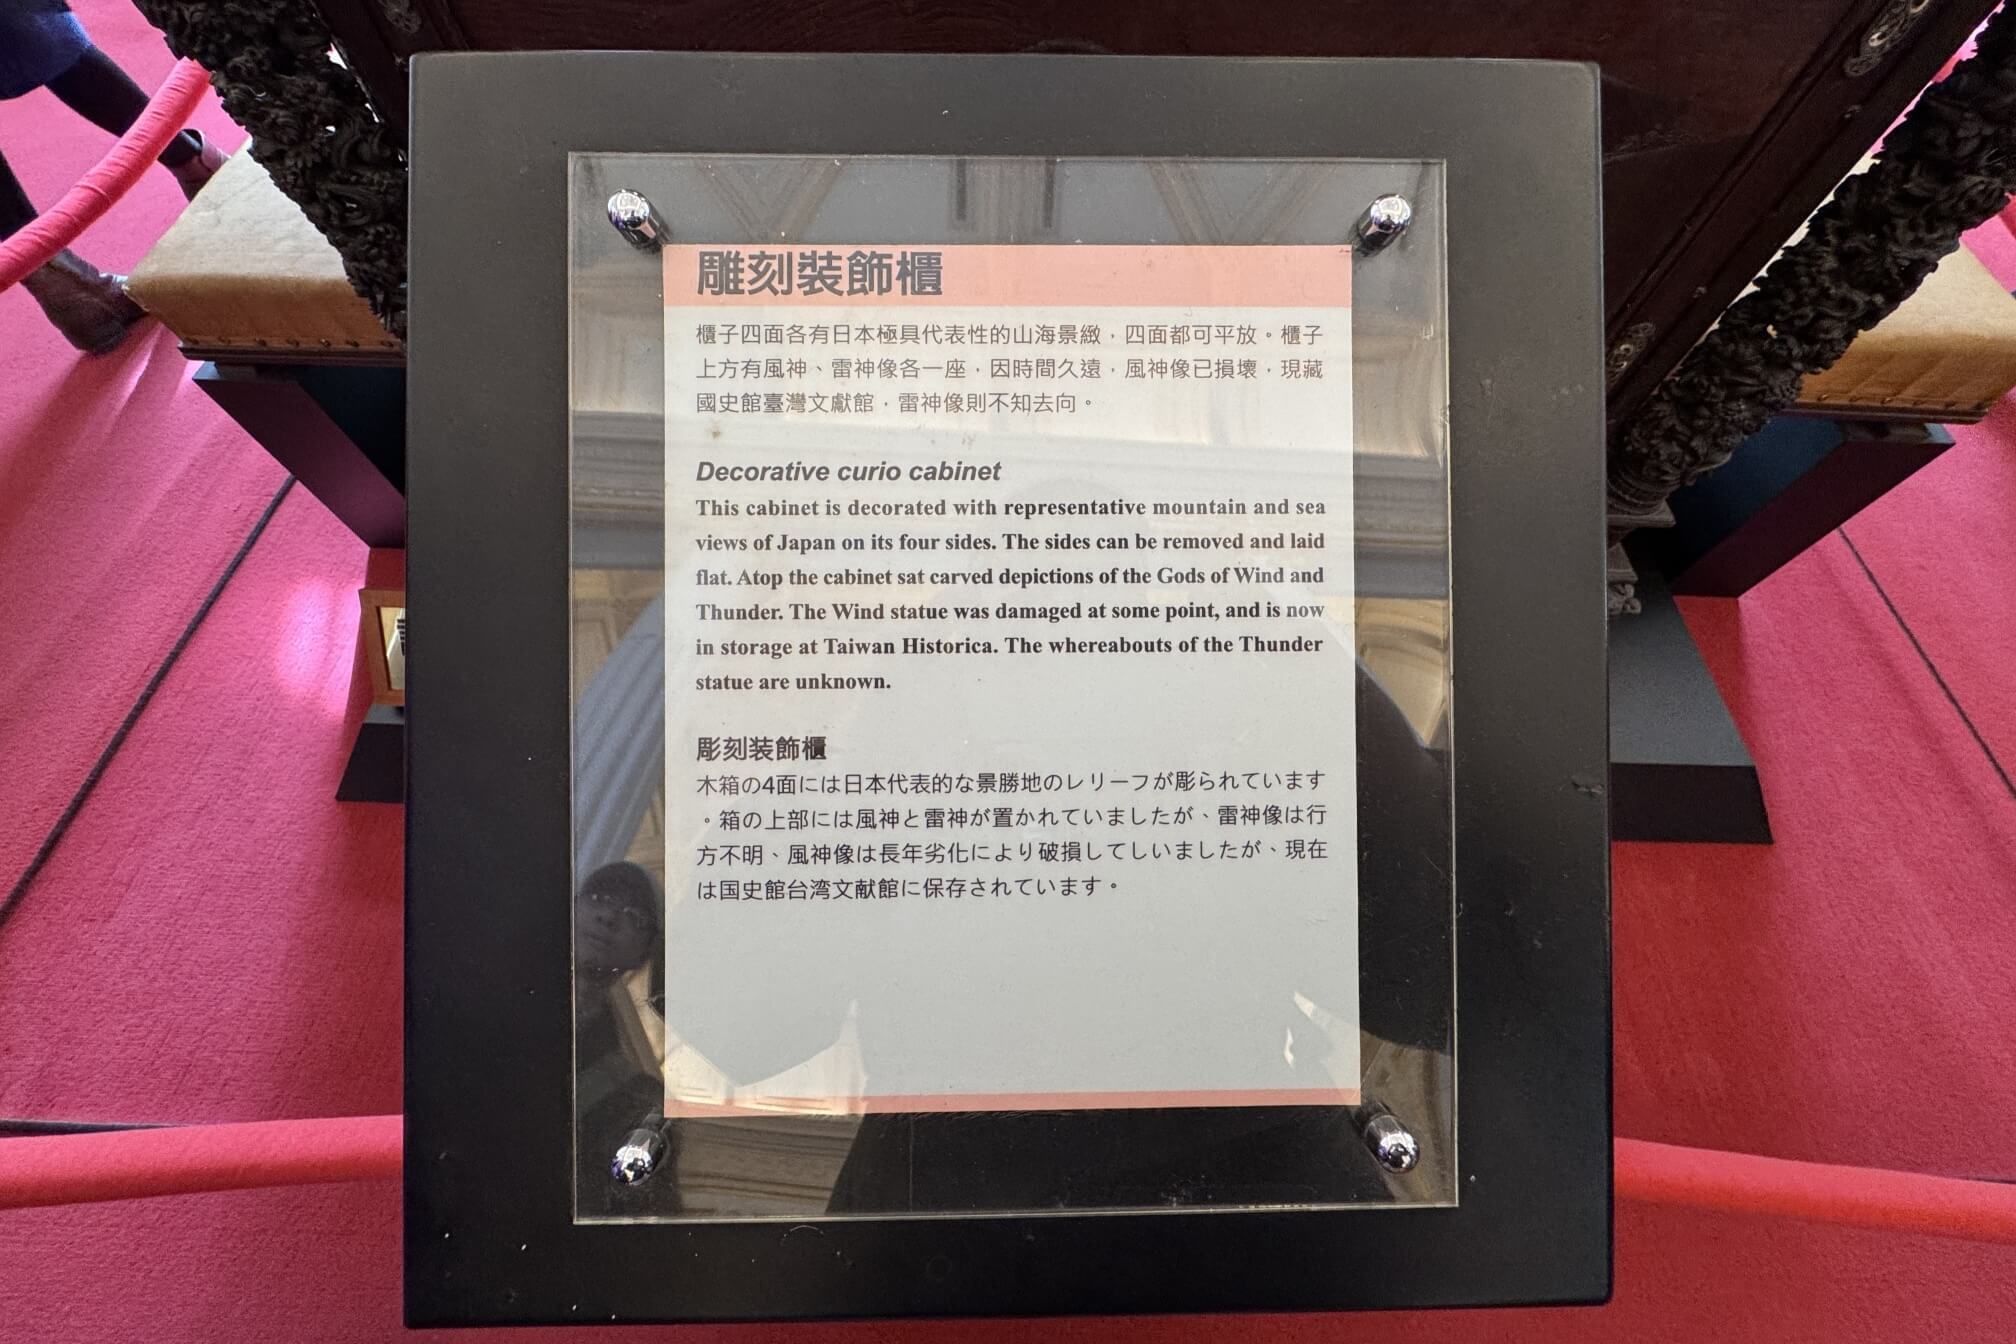 雕刻裝飾櫃
櫃子四面各有日本極具代表性的山海景緻，四面都可平放。櫃子
上方有風神、雷神像各一座，因時間久遠，風神像已損壞，現藏
國史館臺灣文獻館，雷神像則不知去向。
Decorative curio cabinet
This cabinet is decorated with representative mountain and sea
views of Japan on its four sides. The sides can be removed and laid
flat. Atop the cabinet sat carved depictions of the Gods of Wind and
Thunder. The Wind statue was damaged at some point, and is now
in storage at Taiwan Historica. The whereabouts of the Thunder
statue are unknown.
彫刻装飾櫃
木箱の4面には日本代表的な景勝地のレリーフが彫られています
。箱の上部には風神と雷神が置かれていましたが、雷神像は行
方不明、風神像は長年劣化により破損してしいましたが、現在
は国史館台湾文献館に保存されています。